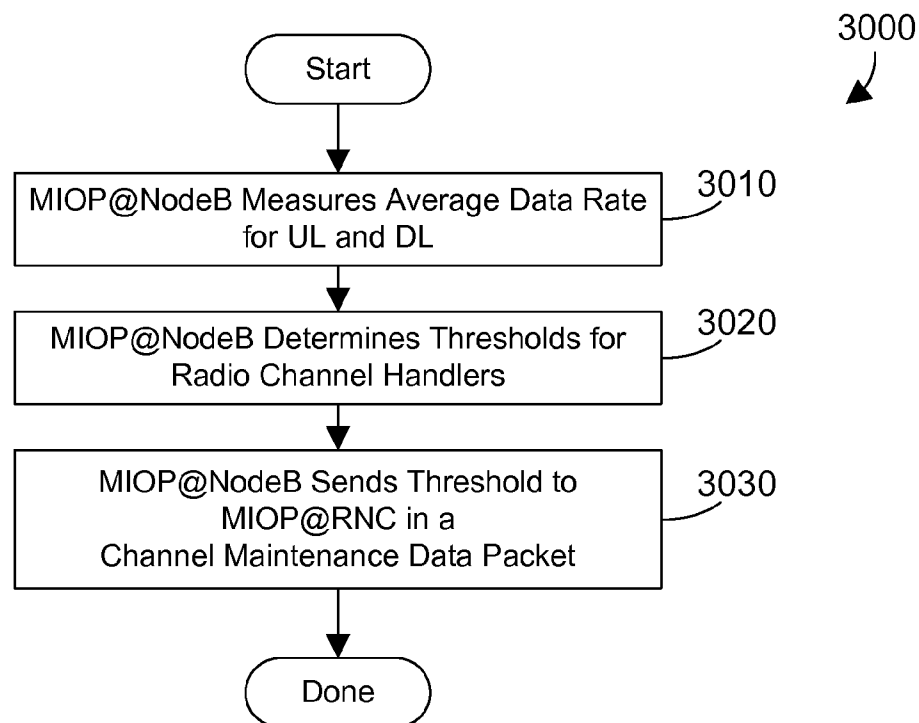 3000
Start
MIOP@NodeB Measures Average Data Rate
for UL and DL
3010
MIOP@NodeB Determines Thresholds for
Radio Channel Handlers
3020
MIOP@NodeB Sends Threshold to
MIOP@RNC in a
Channel Maintenance Data Packet
3030
Done